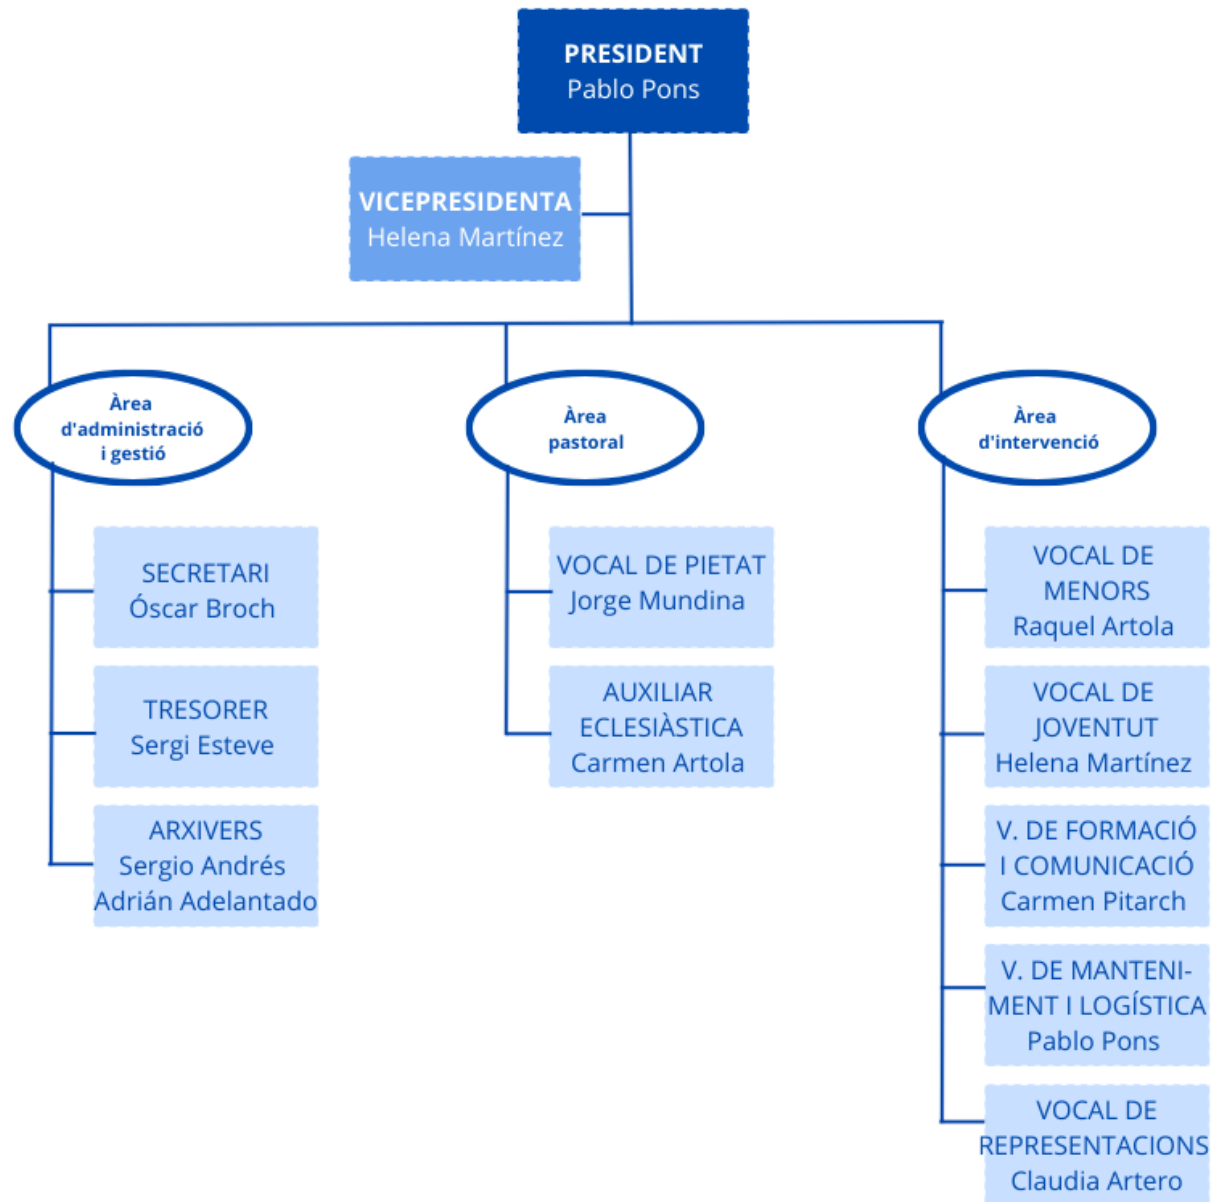 PRESIDENT
Pablo Pons
VICEPRESIDENTA
Helena Martínez
Àrea
d'administració
i gestió
SECRETARI
Óscar Broch
TRESORER
Sergi Esteve
ARXIVERS
Sergio Andrés
Adrián Adelantado
Àrea
pastoral
VOCAL DE PIETAT
Jorge Mundina
AUXILIAR
ECLESIÀSTICA
Carmen Artola
Àrea
d'intervenció
VOCAL DE
MENORS
Raquel Artola
VOCAL DE
JOVENTUT
Helena Martínez
V. DE FORMACIÓ
I COMUNICACIÓ
Carmen Pitarch
V. DE MANTENI-
MENT I LOGÍSTICA
Pablo Pons
VOCAL DE
REPRESENTACIONS
Claudia Artero